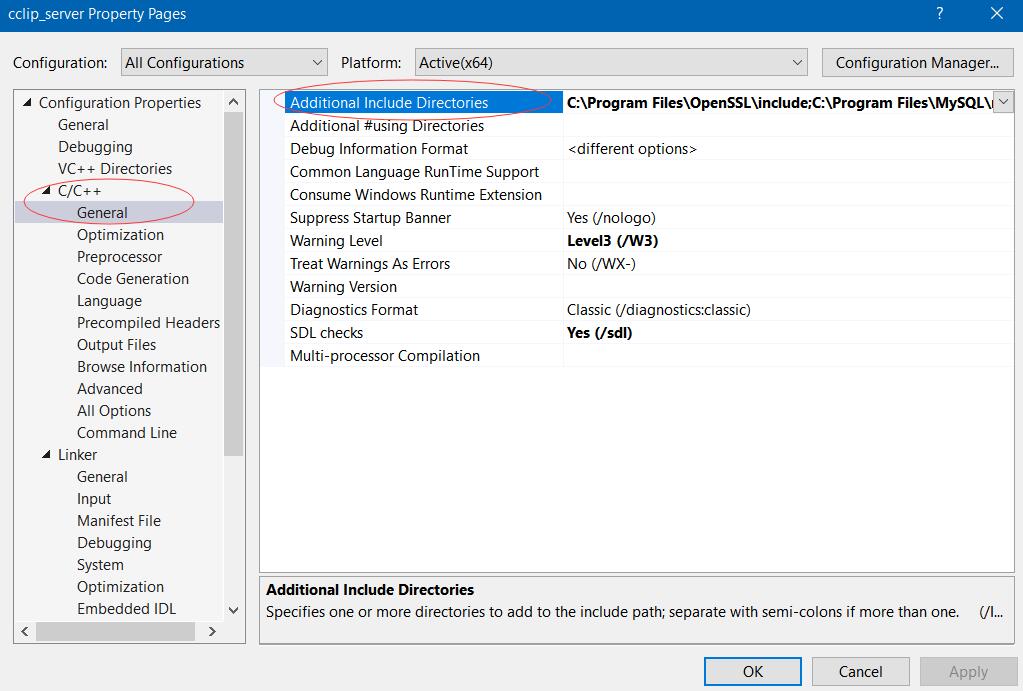 cclip_server Property Pages
?
Configuration: All Configurations Platform: Active(x64) Configuration Manager...
Configuration Properties
General
Debugging
VC++ Directories
C/C++
General
Optimization
Preprocessor
Code Generation
Language
Precompiled Headers
Output Files
Browse Information
Advanced
All Options
Command Line
Linker
General
Input
Manifest File
Debugging
System
Optimization
Embedded IDL
Additional Include Directories C:\Program Files\OpenSSL\include;C:\Program Files\MySQL\
Additional #using Directories
Debug Information Format <different options>
Common Language RunTime Support
Consume Windows Runtime Extension
Suppress Startup Banner Yes (/nologo)
Warning Level Level3 (/W3)
Treat Warnings As Errors No (/WX-)
Warning Version
Diagnostics Format Classic (/diagnostics:classic)
SDL checks Yes (/sdl)
Multi-processor Compilation
Additional Include Directories
Specifies one or more directories to add to the include path; separate with semi-colons if more than one. (/I...
OK Cancel Apply